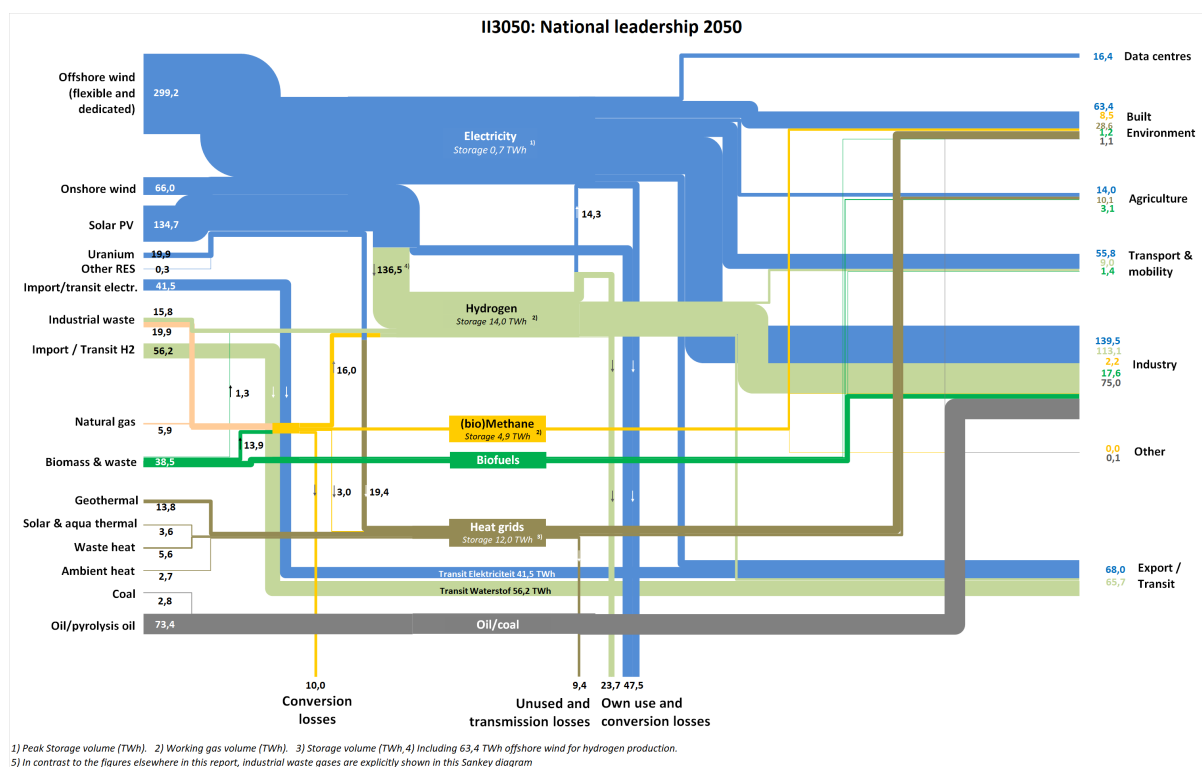 II3050: National leadership 2050
Offshore wind
(flexible and
dedicated)
299,2
Onshore wind
66,0
Solar PV
134,7
Uranium
19,9
Other RES
0,3
Import/transit electr.
41,5
Industrial waste
15,8
19,9
Import / Transit H2
56,2
Natural gas
5,9
Biomass & waste
38,5
Geothermal
13,8
Solar & aqua thermal
3,6
Waste heat
5,6
Ambient heat
2,7
Coal
2,8
Oil/pyrolysis oil
73,4
Electricity
Storage 0,7 TWh 1)
14,3
136,5 4)
Hydrogen
Storage 14,0 TWh 2)
1,3
16,0
13,9
(bio)Methane
Storage 4,9 TWh 2)
Biofuels
3,0
19,4
Heat grids
Storage 12,0 TWh 3)
Transit Elektriciteit 41,5 TWh
Transit Waterstof 56,2 TWh
Oil/coal
16,4
Data centres
63,4
8,5
28,6
1,2
1,1
Built
Environment
14,0
10,1
3,1
Agriculture
55,8
9,0
1,4
Transport &
mobility
139,5
113,1
2,2
17,6
75,0
Industry
0,0
0,1
Other
68,0
65,7
Export /
Transit
10,0
Conversion
losses
9,4
Unused and
transmission losses
23,7
47,5
Own use and
conversion losses
1) Peak Storage volume (TWh). 2) Working gas volume (TWh). 3) Storage volume (TWh, 4) Including 63,4 TWh offshore wind for hydrogen production.
5) In contrast to the figures elsewhere in this report, industrial waste gases are explicitly shown in this Sankey diagram